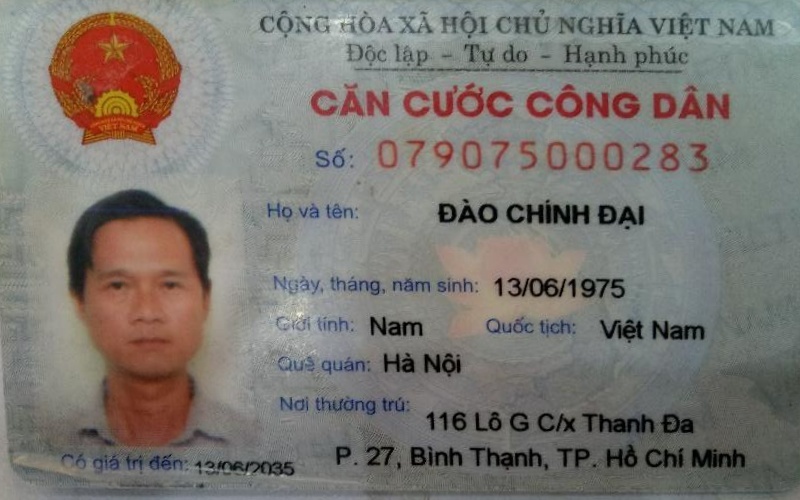 CỘNG HÒA XÃ HỘI CHỦ NGHĨA VIỆT NAM
Độc lập - Tự do - Hạnh phúc
CĂN CƯỚC CÔNG DÂN
Số: 079075000283
Họ và tên: ĐÀO CHÍNH ĐẠI
Ngày, tháng, năm sinh: 13/06/1975
Giới tính: Nam Quốc tịch: Việt Nam
Quê quán: Hà Nội
Nơi thường trú: 116 Lô G C/x Thanh Đa
P. 27, Bình Thạnh, TP. Hồ Chí Minh
Có giá trị đến: 13/06/2035